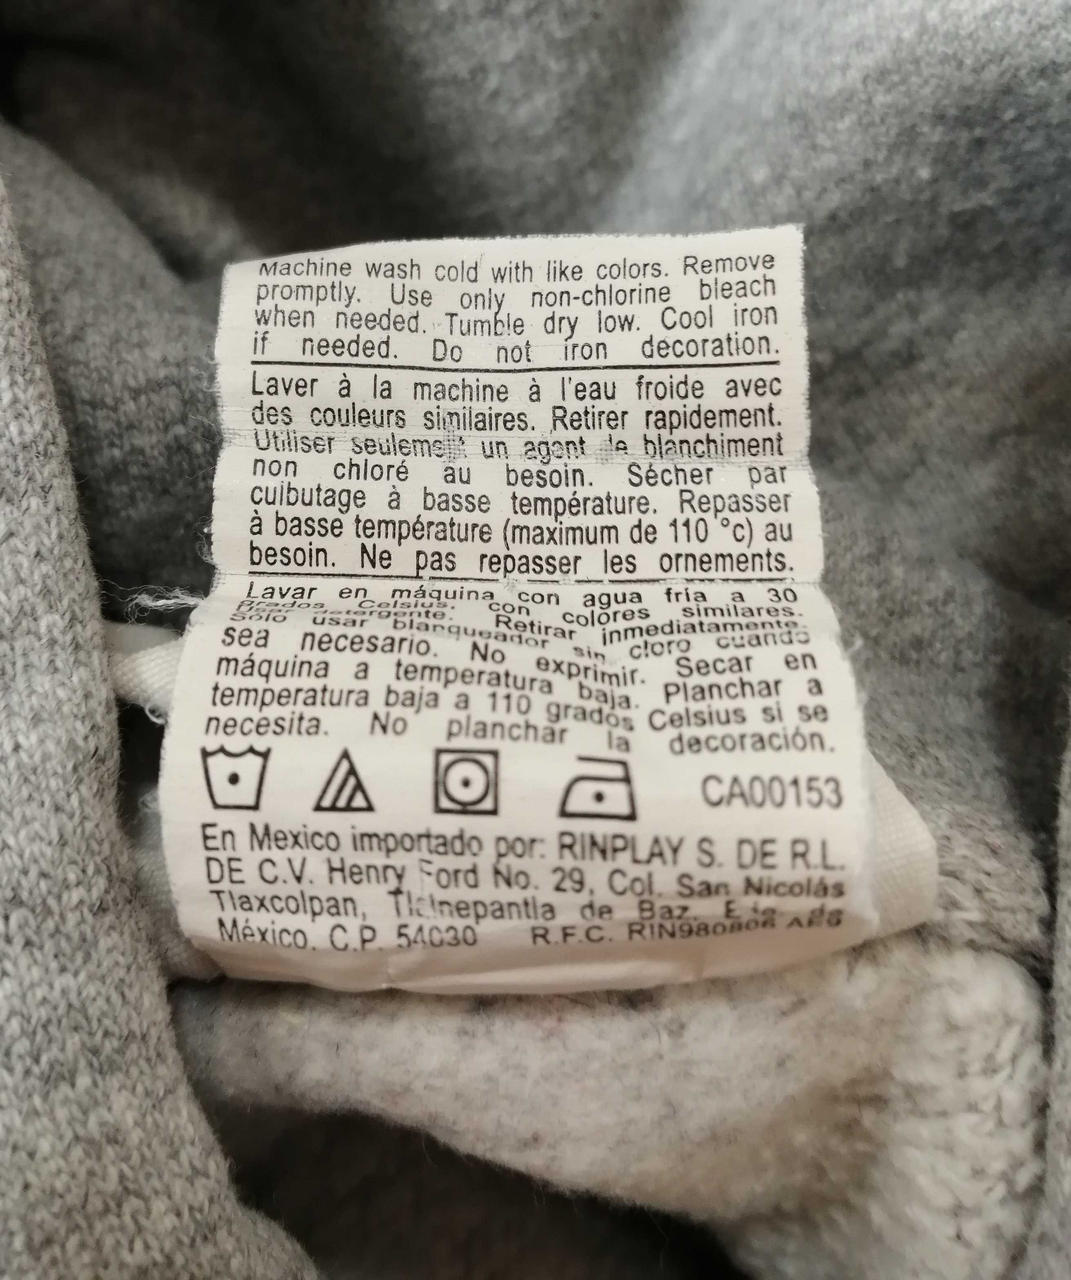 Machine wash cold with like colors. Remove
promptly. Use only non-chlorine bleach
when needed. Tumble dry low. Cool iron
if needed. Do not iron decoration.
Laver à la machine à l'eau froide avec
des couleurs similaires. Retirer rapidement.
Utiliser seulement un agent de blanchiment
non chloré au besoin. Sécher par
culbutage à basse température. Repasser
à basse température (maximum de 110 °c) au
besoin. Ne pas repasser les ornements.
Lavar en máquina con agua fría a 30
Grados Celsius. con colores similares.
Usar detergente. Retirar inmediatamente.
Sólo usar blanqueador sin cloro cuando
sea necesario. No exprimir. Secar en
máquina a temperatura baja. Planchar a
temperatura baja a 110 grados Celsius si se
necesita. No planchar la decoración.
CA00153
En Mexico importado por: RINPLAY S. DE R.L.
DE C.V. Henry Ford No. 29, Col. San Nicolás
Tlaxcolpan, Tlalnepantla de Baz.
México. C.P. 54030 R.F.C.